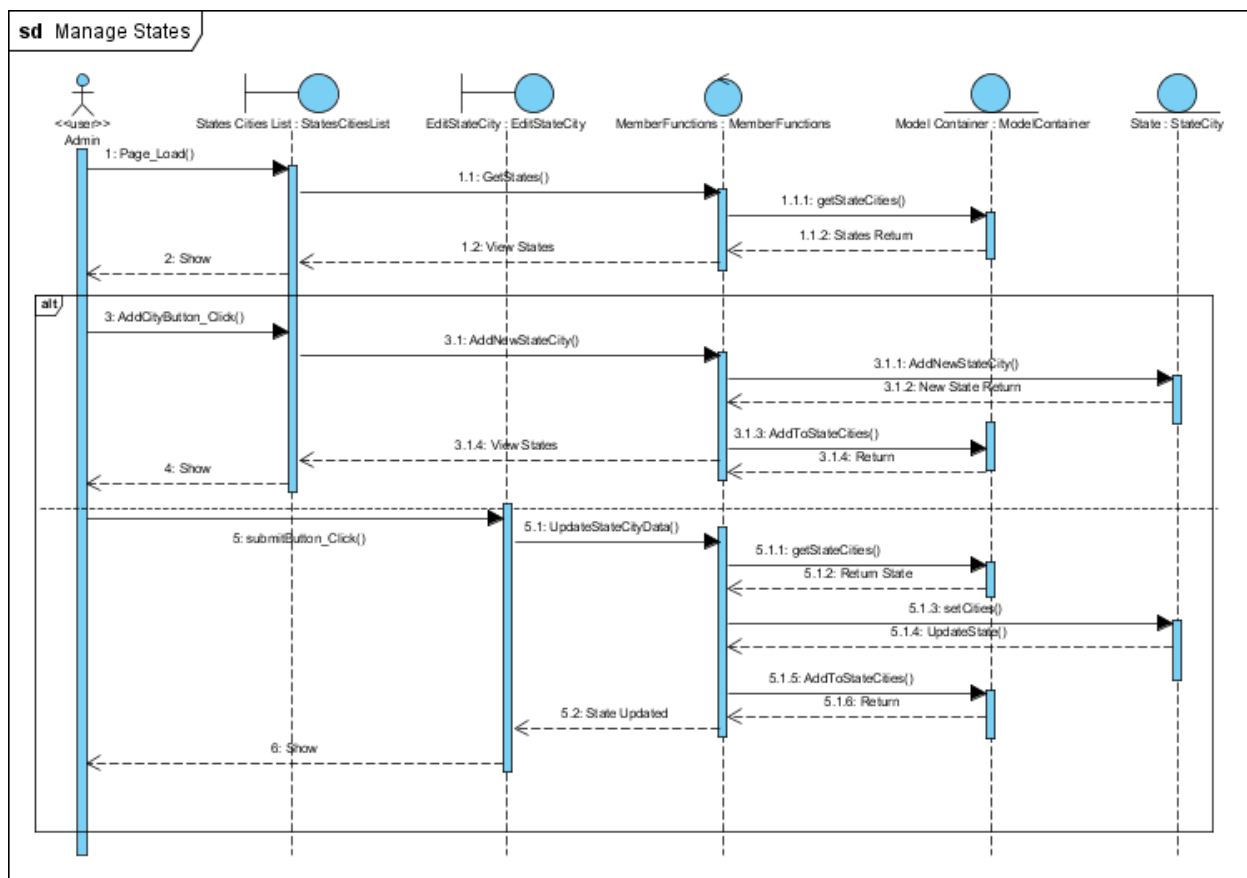 sd Manage States
<<user>>
Admin
States Cities List : StatesCitiesList
EditStateCity : EditStateCity
MemberFunctions : MemberFunctions
Model Container : ModelContainer
State : StateCity
1: Page_Load()
1.1: GetStates()
1.1.1: getStateCities()
1.1.2: States Return
1.2: View States
2: Show
alt
3: AddCityButton_Click()
3.1: AddNewStateCity()
3.1.1: AddNewStateCity()
3.1.2: New State Return
3.1.3: AddToStateCities()
3.1.4: View States
3.1.4: Return
4: Show
5: submitButton_Click()
5.1: UpdateStateCityData()
5.1.1: getStateCities()
5.1.2: Return State
5.1.3: setCities()
5.1.4: UpdateState()
5.1.5: AddToStateCities()
5.1.6: Return
5.2: State Updated
6: Show